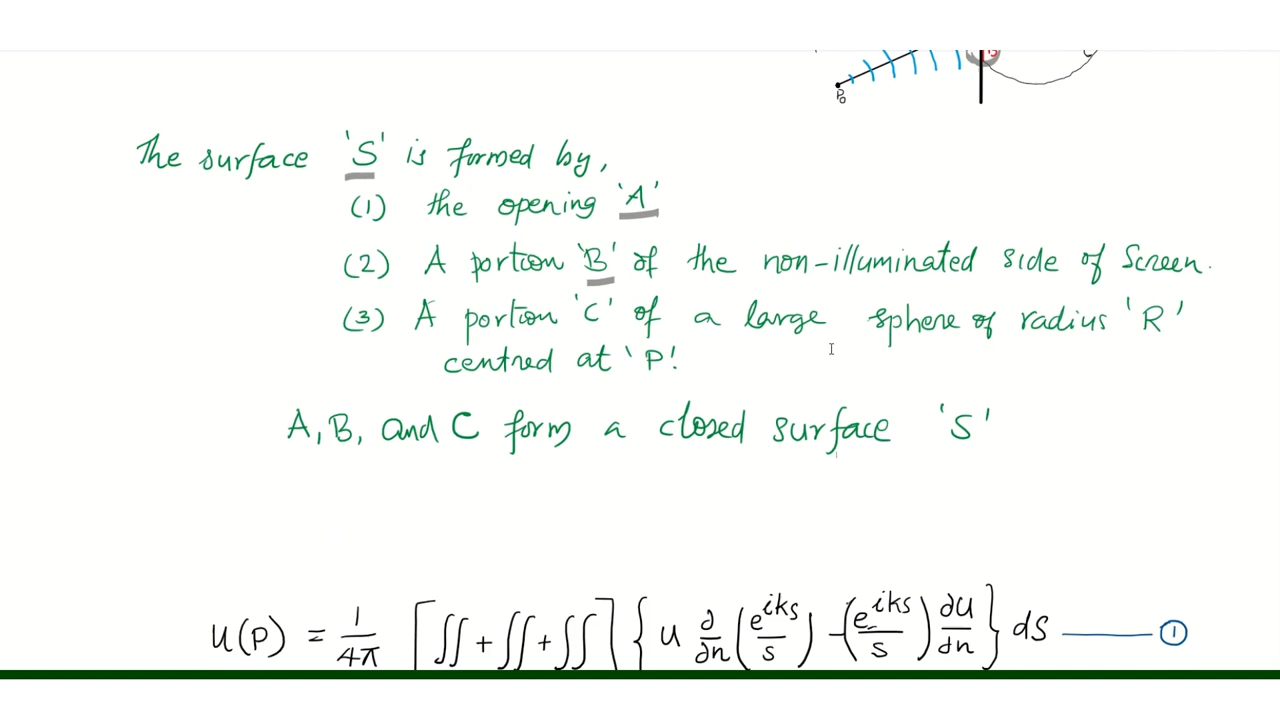 P₀
B
C
The surface 'S' is formed by,
(1) the opening 'A'
(2) A portion 'B' of the non-illuminated side of Screen.
(3) A portion 'C' of a large sphere of radius 'R'
centred at 'P'.
A, B, and C form a closed surface 'S'
U(P) = 1/4π [∬ + ∬ + ∬] { U ∂/∂n (e^{iks}/s) - (e^{iks}/s) ∂U/∂n } dS —— ①